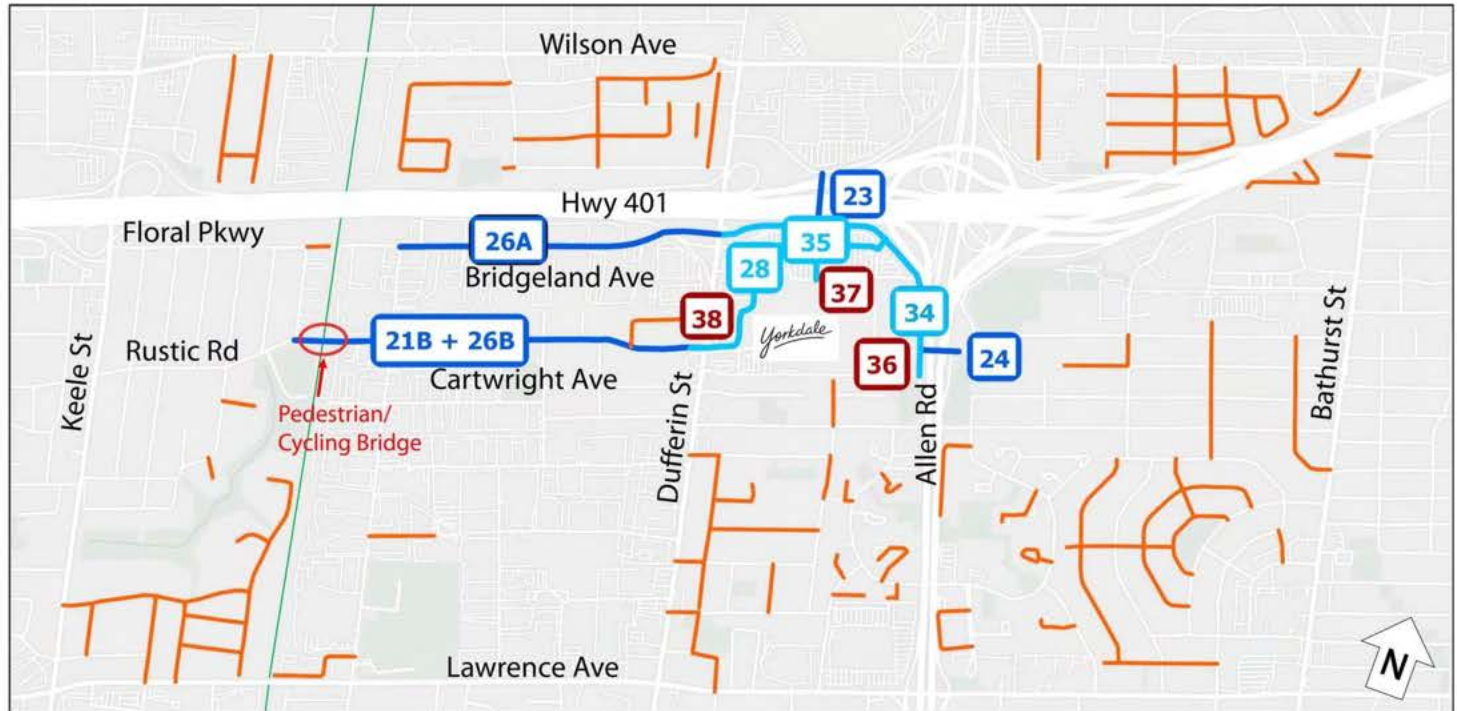 Wilson Ave
Hwy 401
23
Floral Pkwy
26A
35
Bridgeland Ave
28
37
38
34
Rustic Rd
21B + 26B
Yorkdale
36
24
Cartwright Ave
Keele St
Dufferin St
Allen Rd
Bathurst St
Pedestrian/
Cycling Bridge
Lawrence Ave
N